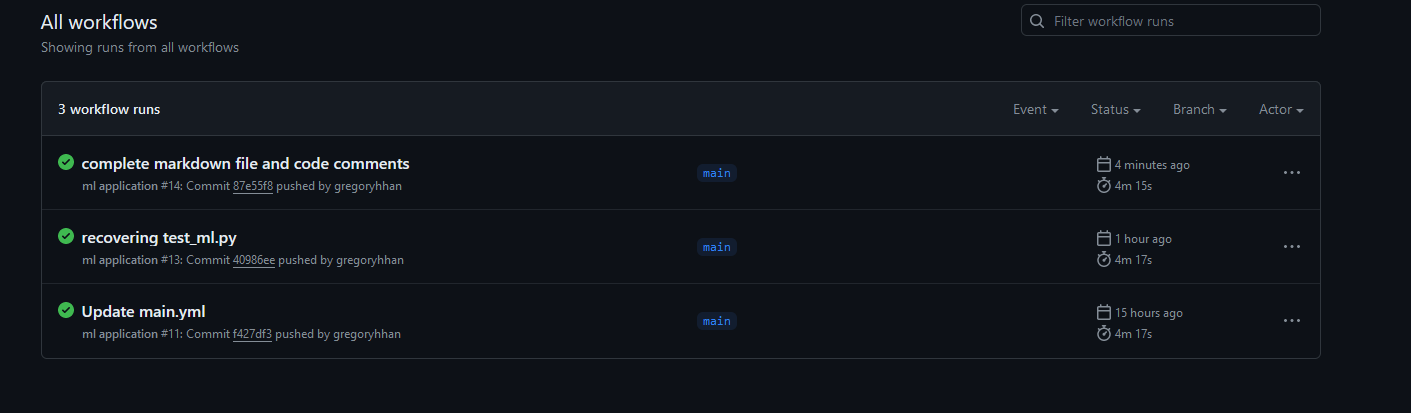 All workflows
Filter workflow runs
Showing runs from all workflows
3 workflow runs
Event
Status
Branch
Actor
complete markdown file and code comments
ml application #14: Commit 87e55f8 pushed by gregoryhhan
main
4 minutes ago
4m 15s
recovering test_ml.py
ml application #13: Commit 40986ee pushed by gregoryhhan
main
1 hour ago
4m 17s
Update main.yml
ml application #11: Commit f427df3 pushed by gregoryhhan
main
15 hours ago
4m 17s